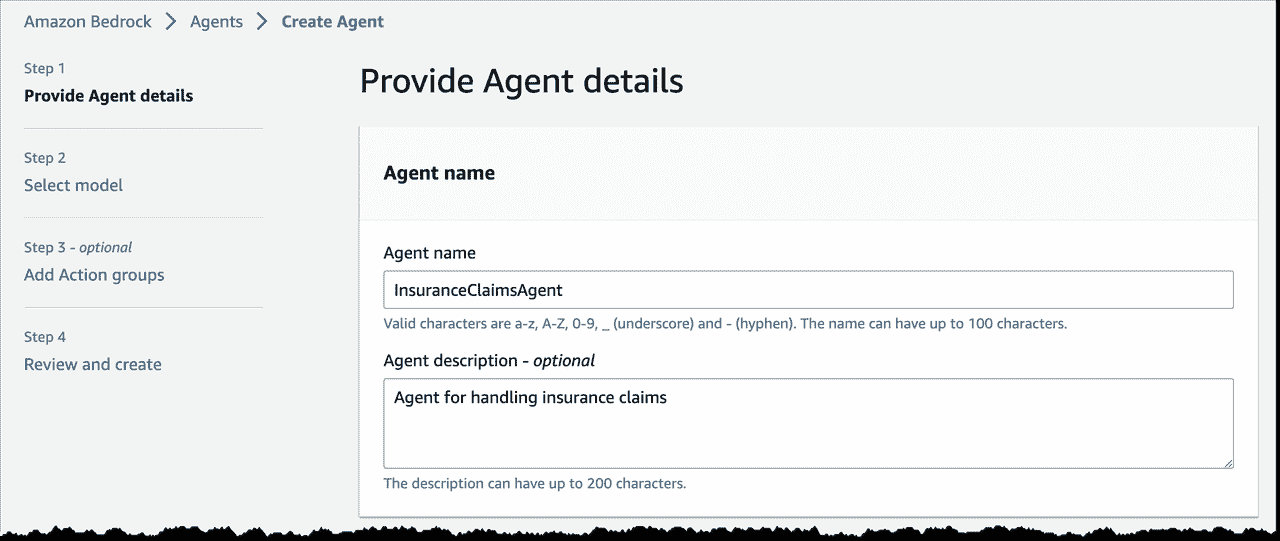 Amazon Bedrock > Agents > Create Agent
Step 1
Provide Agent details
Step 2
Select model
Step 3 - optional
Add Action groups
Step 4
Review and create
Provide Agent details
Agent name
Agent name
InsuranceClaimsAgent
Valid characters are a-z, A-Z, 0-9, _ (underscore) and - (hyphen). The name can have up to 100 characters.
Agent description - optional
Agent for handling insurance claims
The description can have up to 200 characters.